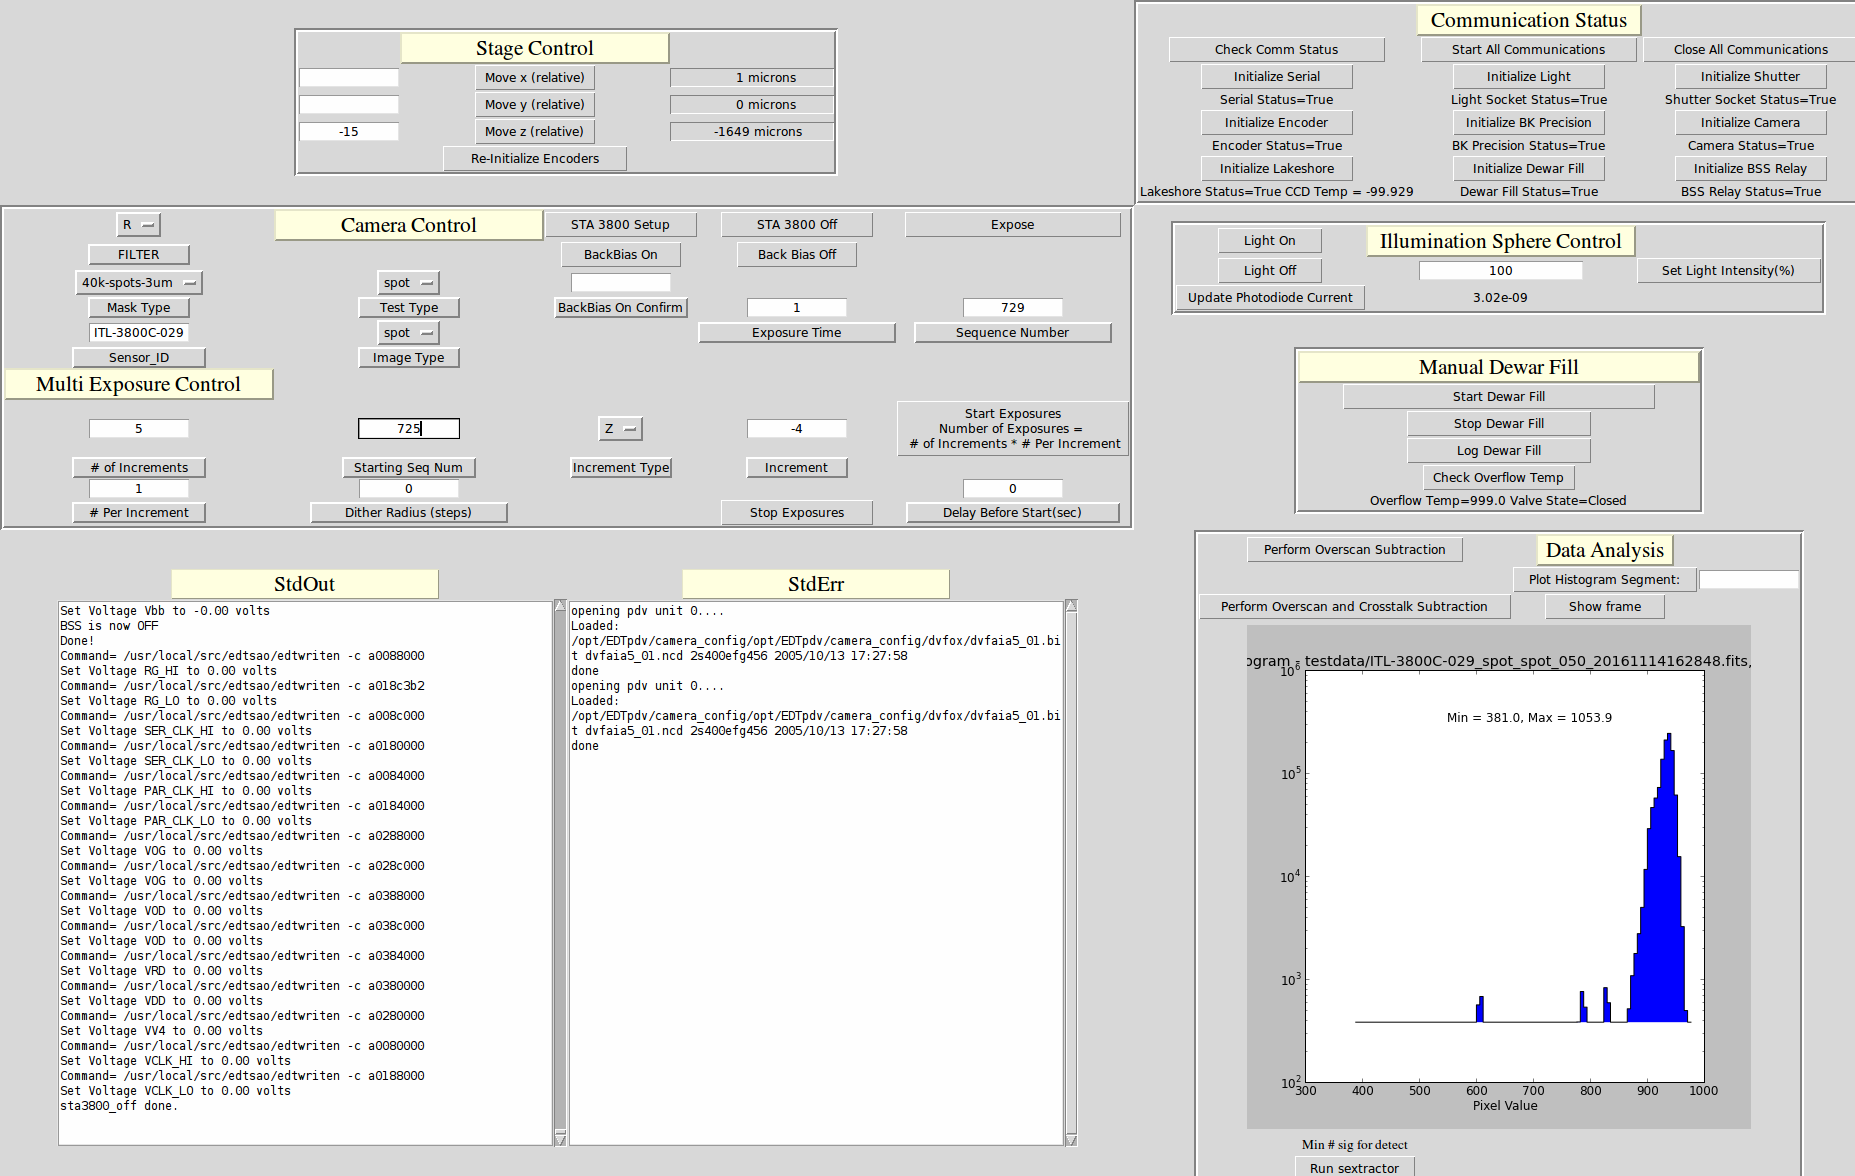 Stage Control
Move x (relative) 1 microns
Move y (relative) 0 microns
-15 Move z (relative) -1649 microns
Re-Initialize Encoders
Communication Status
Check Comm Status Start All Communications Close All Communications
Initialize Serial Initialize Light Initialize Shutter
Serial Status=True Light Socket Status=True Shutter Socket Status=True
Initialize Encoder Initialize BK Precision Initialize Camera
Encoder Status=True BK Precision Status=True Camera Status=True
Initialize Lakeshore Initialize Dewar Fill Initialize BSS Relay
Lakeshore Status=True CCD Temp = -99.929 Dewar Fill Status=True BSS Relay Status=True
R Camera Control STA 3800 Setup STA 3800 Off Expose
FILTER BackBias On Back Bias Off
40k-spots-3um spot
Mask Type Test Type BackBias On Confirm 1 729
ITL-3800C-029 spot Exposure Time Sequence Number
Sensor_ID Image Type
Multi Exposure Control
5 725 Z -4 Start Exposures
Number of Exposures =
# of Increments * # Per Increment
# of Increments Starting Seq Num Increment Type Increment
1 0 0
# Per Increment Dither Radius (steps) Stop Exposures Delay Before Start(sec)
Light On Illumination Sphere Control
Light Off 100 Set Light Intensity(%)
Update Photodiode Current 3.02e-09
Manual Dewar Fill
Start Dewar Fill
Stop Dewar Fill
Log Dewar Fill
Check Overflow Temp
Overflow Temp=999.0 Valve State=Closed
StdOut
Set Voltage Vbb to -0.00 volts
BSS is now OFF
Done!
Command= /usr/local/src/edtsao/edtwriten -c a0088000
Set Voltage RG_HI to 0.00 volts
Command= /usr/local/src/edtsao/edtwriten -c a018c3b2
Set Voltage RG_LO to 0.00 volts
Command= /usr/local/src/edtsao/edtwriten -c a008c000
Set Voltage SER_CLK_HI to 0.00 volts
Command= /usr/local/src/edtsao/edtwriten -c a0180000
Set Voltage SER_CLK_LO to 0.00 volts
Command= /usr/local/src/edtsao/edtwriten -c a0084000
Set Voltage PAR_CLK_HI to 0.00 volts
Command= /usr/local/src/edtsao/edtwriten -c a0184000
Set Voltage PAR_CLK_LO to 0.00 volts
Command= /usr/local/src/edtsao/edtwriten -c a0288000
Set Voltage VOG to 0.00 volts
Command= /usr/local/src/edtsao/edtwriten -c a028c000
Set Voltage VOG to 0.00 volts
Command= /usr/local/src/edtsao/edtwriten -c a0388000
Set Voltage VOD to 0.00 volts
Command= /usr/local/src/edtsao/edtwriten -c a038c000
Set Voltage VOD to 0.00 volts
Command= /usr/local/src/edtsao/edtwriten -c a0384000
Set Voltage VRD to 0.00 volts
Command= /usr/local/src/edtsao/edtwriten -c a0380000
Set Voltage VDD to 0.00 volts
Command= /usr/local/src/edtsao/edtwriten -c a0280000
Set Voltage VV4 to 0.00 volts
Command= /usr/local/src/edtsao/edtwriten -c a0080000
Set Voltage VCLK_HI to 0.00 volts
Command= /usr/local/src/edtsao/edtwriten -c a0188000
Set Voltage VCLK_LO to 0.00 volts
sta3800_off done.
StdErr
opening pdv unit 0....
Loaded:
/opt/EDTpdv/camera_config/opt/EDTpdv/camera_config/dvfox/dvfaia5_01.bi
t dvfaia5_01.ncd 2s400efg456 2005/10/13 17:27:58
done
opening pdv unit 0....
Loaded:
/opt/EDTpdv/camera_config/opt/EDTpdv/camera_config/dvfox/dvfaia5_01.bi
t dvfaia5_01.ncd 2s400efg456 2005/10/13 17:27:58
done
Perform Overscan Subtraction Data Analysis
Plot Histogram Segment:
Perform Overscan and Crosstalk Subtraction Show frame
ogram - testdata/ITL-3800C-029_spot_spot_050_20161114162848.fits,
10^6
Min = 381.0, Max = 1053.9
10^5
10^4
10^3
10^2
300 400 500 600 700 800 900 1000
Pixel Value
Min # sig for detect
Run sextractor